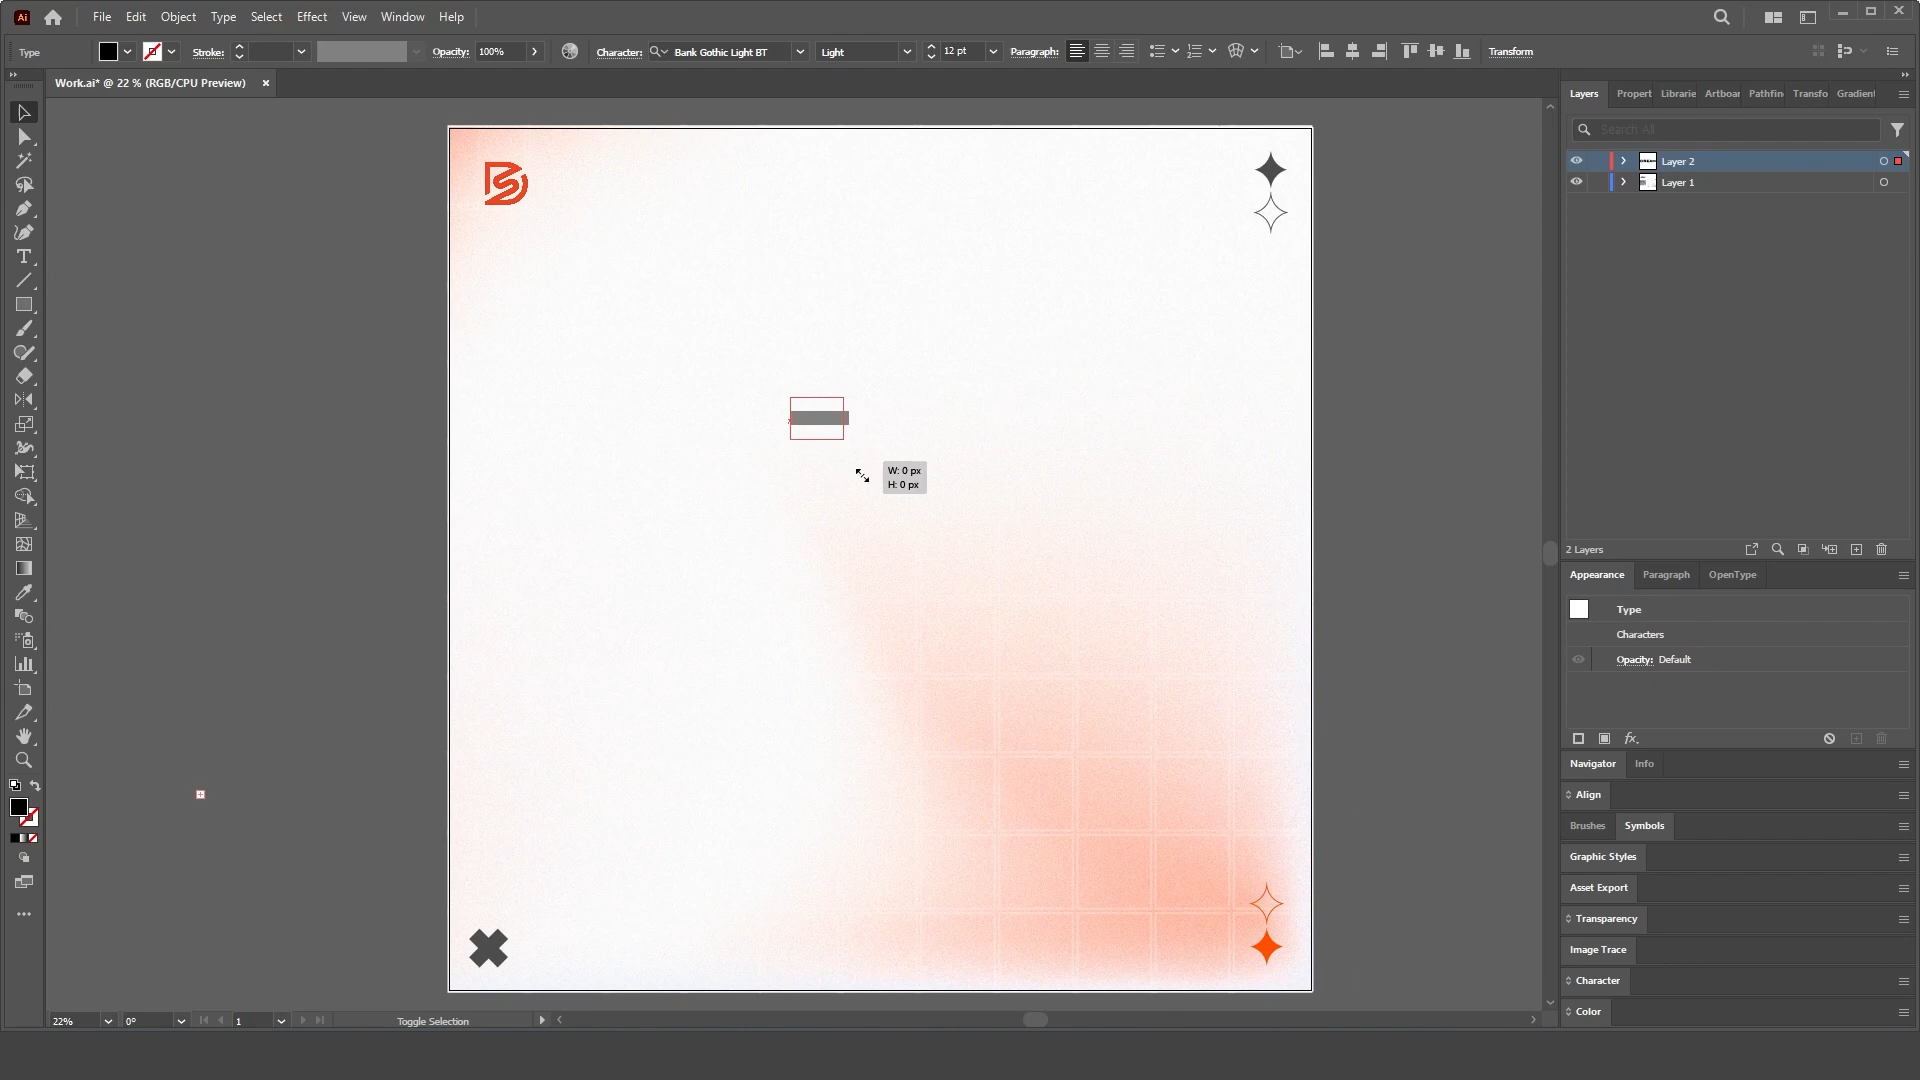 Ai File Edit Object Type Select Effect View Window Help
Type Stroke: Opacity: 100% Character: Bank Gothic Light BT Light 12 pt Paragraph: Transform
Work.ai* @ 22 % (RGB/CPU Preview) ×
W: 0 px
H: 0 px
22% 0° 1 Toggle Selection
Layers Propert Librarie Artboar Pathfin Transfo Gradien
Search All
Layer 2
Layer 1
2 Layers
Appearance Paragraph OpenType
Type
Characters
Opacity: Default
fx.
Navigator Info
Align
Brushes Symbols
Graphic Styles
Asset Export
Transparency
Image Trace
Character
Color